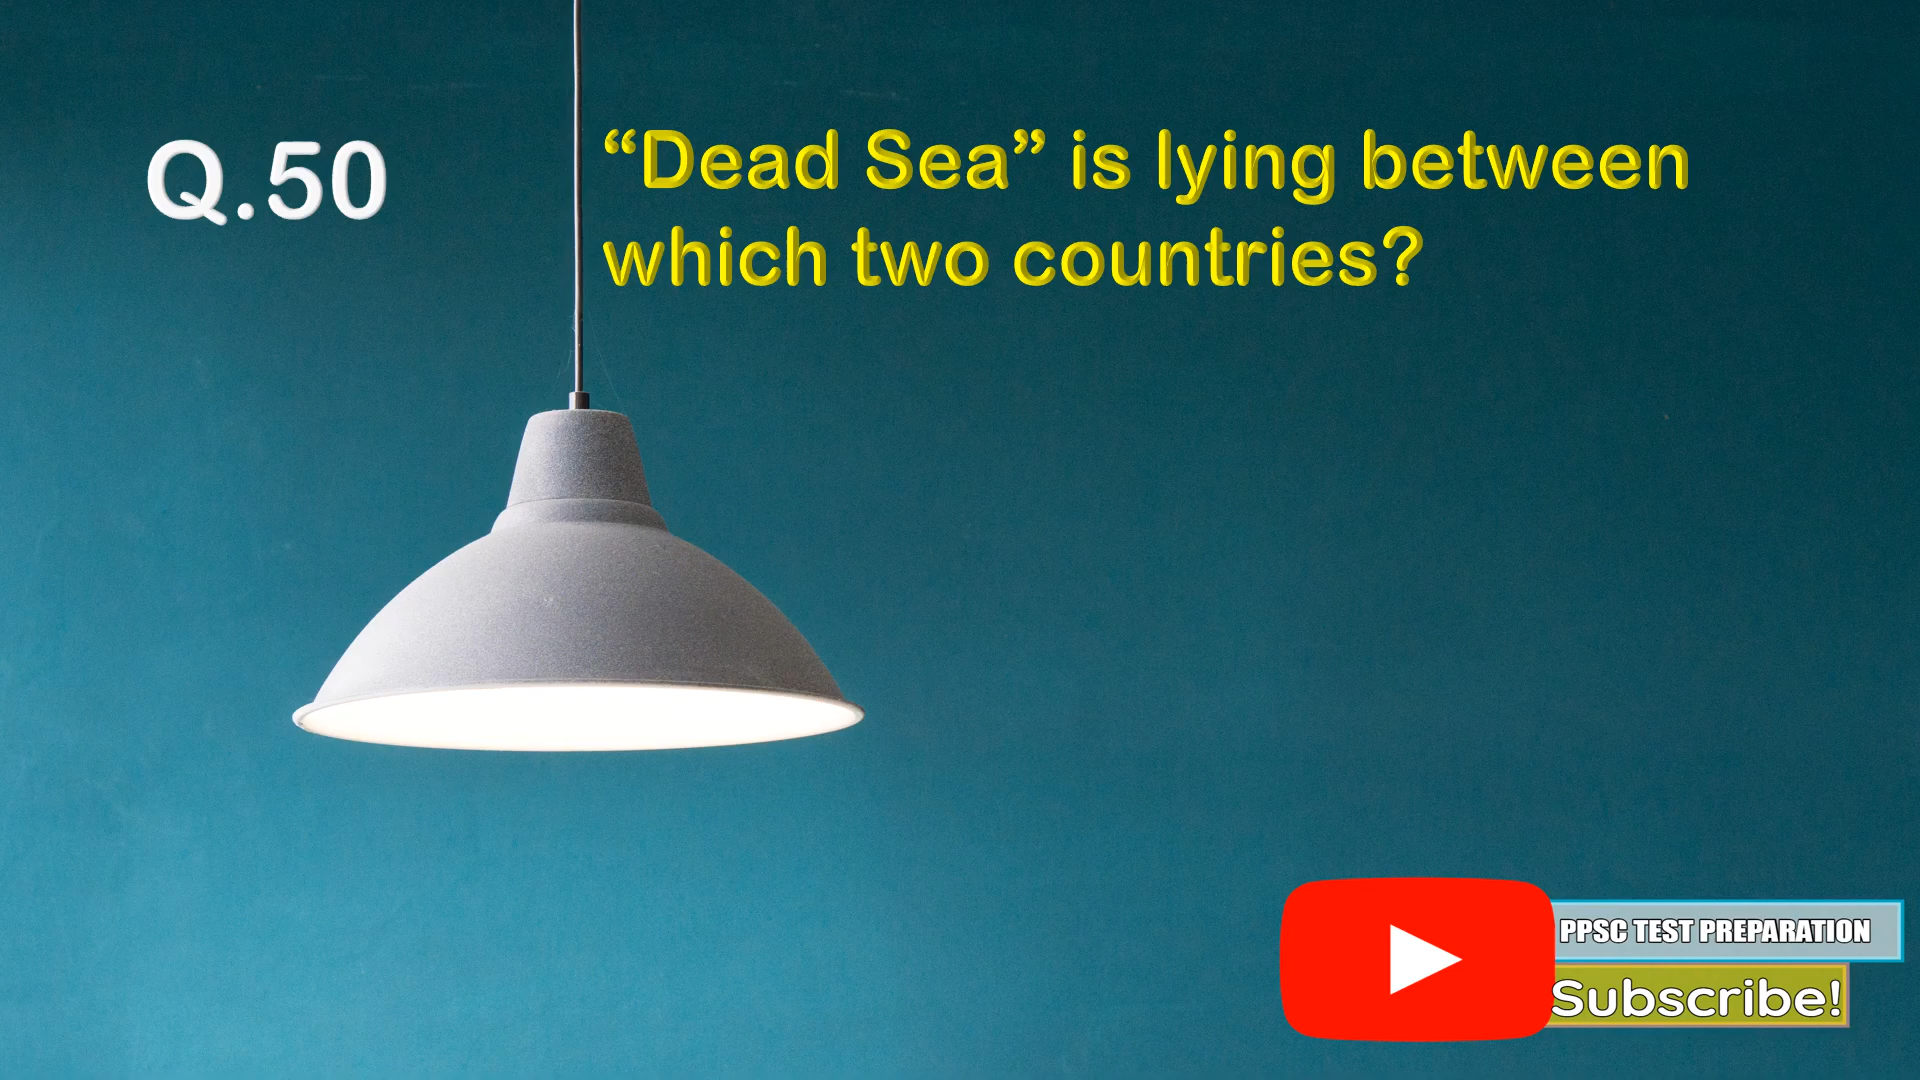 Q.50
“Dead Sea” is lying between
which two countries?
PPSC TEST PREPARATION
Subscribe!